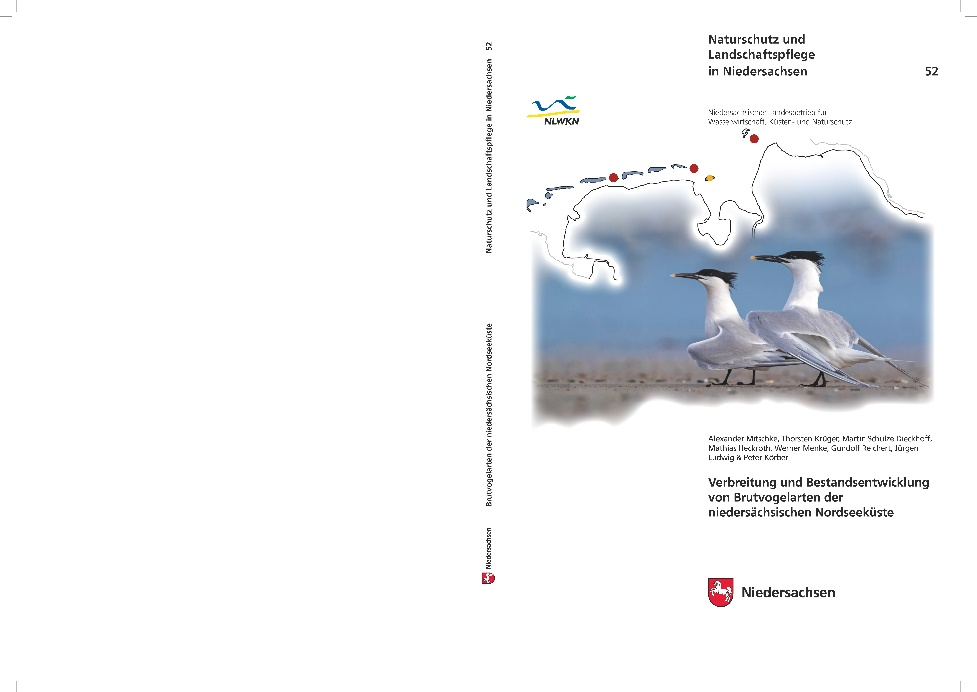 Naturschutz und Landschaftspflege in Niedersachsen 52
Brutvogelarten der niedersächsischen Nordseeküste
Niedersachsen
NLWKN
Naturschutz und
Landschaftspflege
in Niedersachsen 52
Niedersächsischer Landesbetrieb für
Wasserwirtschaft, Küsten- und Naturschutz
Alexander Mitschke, Thorsten Krüger, Martin Schulze Dieckhoff,
Mathias Heckroth, Werner Menke, Gundolf Reichert, Jürgen
Ludwig & Peter Körber
Verbreitung und Bestandsentwicklung
von Brutvogelarten der
niedersächsischen Nordseeküste
Niedersachsen